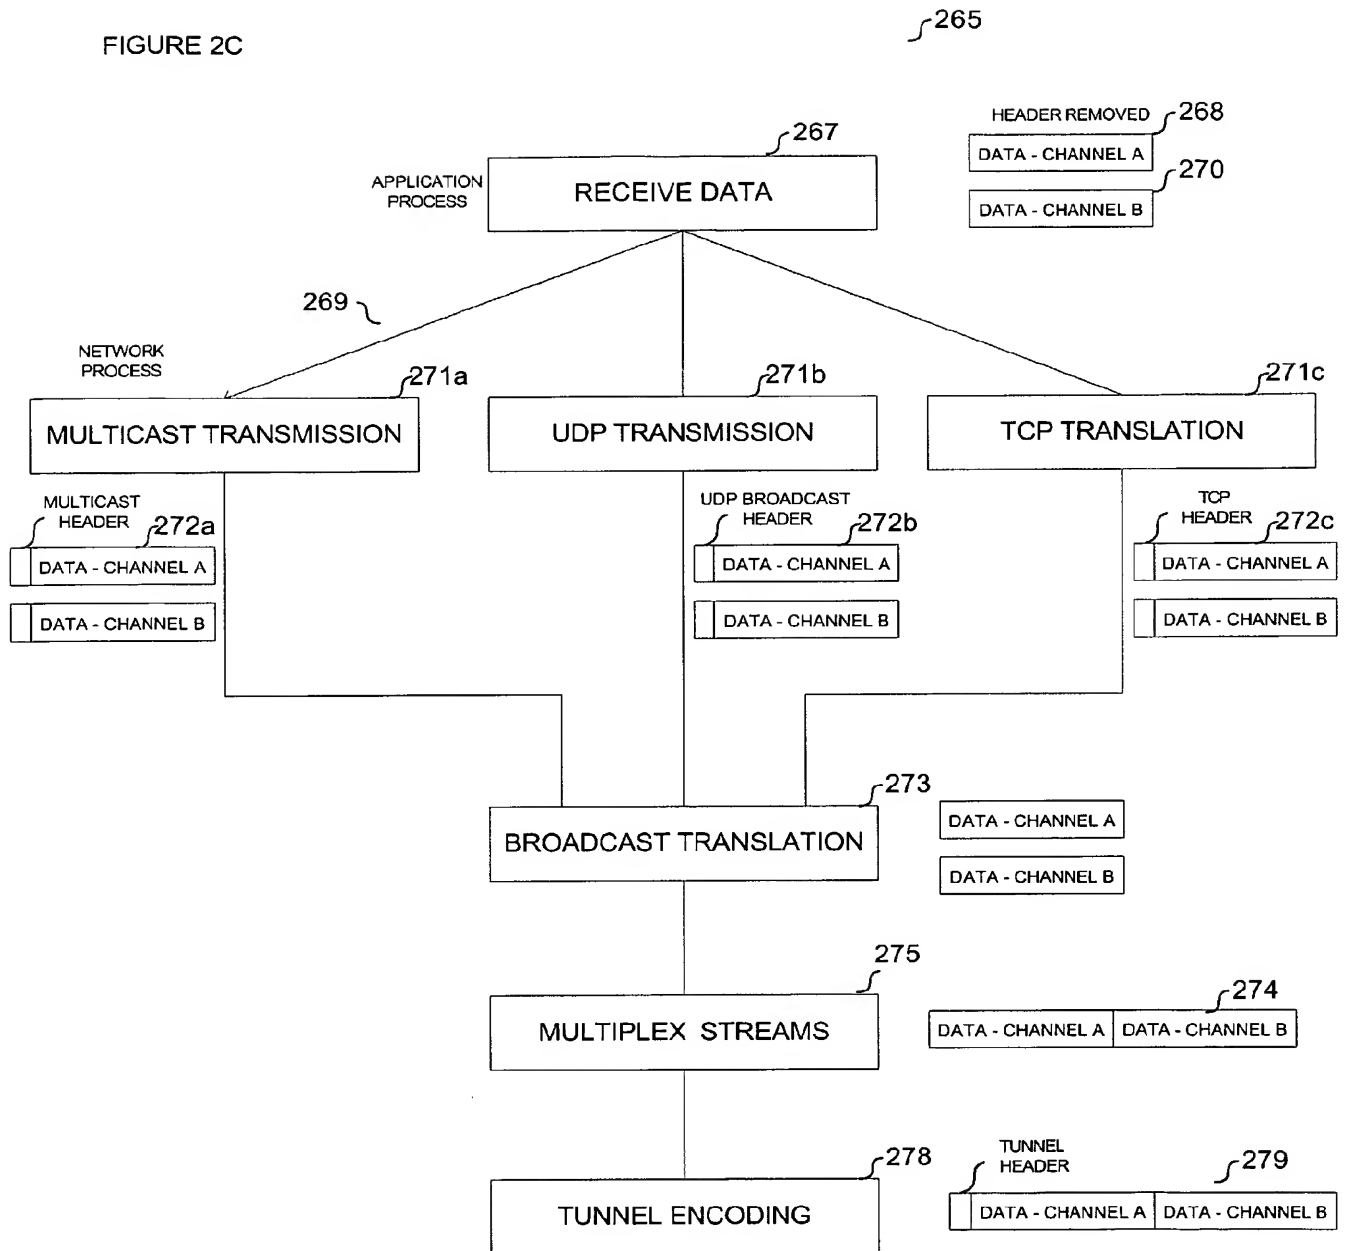 FIGURE 2C
265
HEADER REMOVED
268
267
DATA - CHANNEL A
APPLICATION
PROCESS
RECEIVE DATA
270
DATA - CHANNEL B
269
NETWORK
PROCESS
271a
271b
271c
MULTICAST TRANSMISSION
UDP TRANSMISSION
TCP TRANSLATION
MULTICAST
HEADER
272a
DATA - CHANNEL A
DATA - CHANNEL B
UDP BROADCAST
HEADER
272b
DATA - CHANNEL A
DATA - CHANNEL B
TCP
HEADER
272c
DATA - CHANNEL A
DATA - CHANNEL B
273
BROADCAST TRANSLATION
DATA - CHANNEL A
DATA - CHANNEL B
275
MULTIPLEX STREAMS
274
DATA - CHANNEL A
DATA - CHANNEL B
278
TUNNEL ENCODING
TUNNEL
HEADER
279
DATA - CHANNEL A
DATA - CHANNEL B